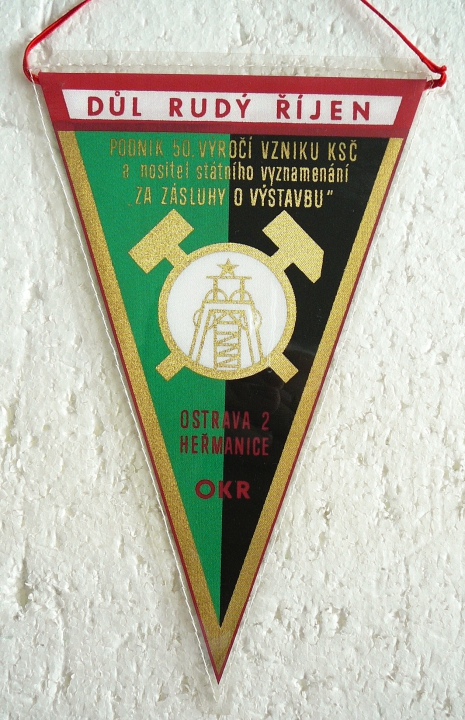 DŮL RUDÝ ŘÍJEN
PODNIK 50. VÝROČÍ VZNIKU KSČ
a nositel státního vyznamenání
„ZA ZÁSLUHY O VÝSTAVBU"
OSTRAVA 2
HEŘMANICE
OKR